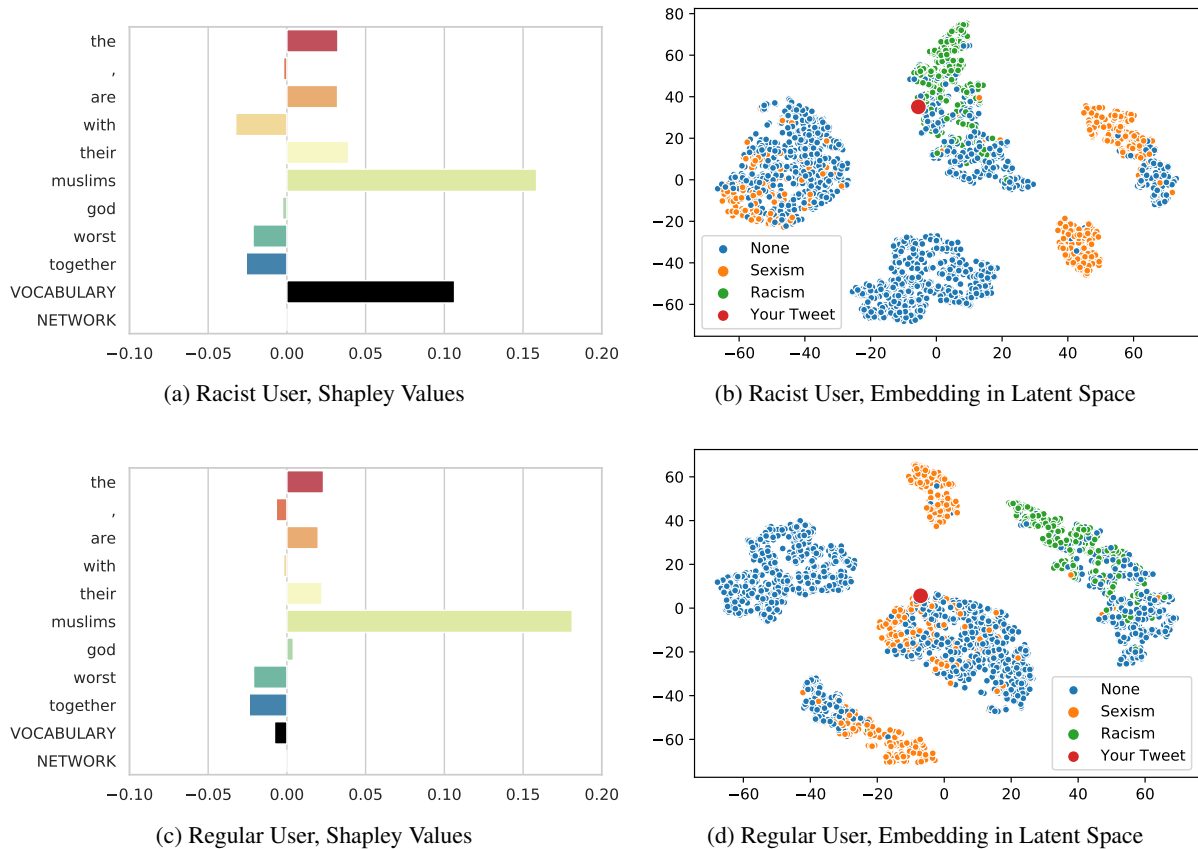 the
,
are
with
their
muslims
god
worst
together
VOCABULARY
NETWORK
−0.10 −0.05 0.00 0.05 0.10 0.15 0.20
(a) Racist User, Shapley Values
80
60
40
20
0
−20
−40
−60
None
Sexism
Racism
Your Tweet
−60 −40 −20 0 20 40 60
(b) Racist User, Embedding in Latent Space
the
,
are
with
their
muslims
god
worst
together
VOCABULARY
NETWORK
−0.10 −0.05 0.00 0.05 0.10 0.15 0.20
(c) Regular User, Shapley Values
60
40
20
0
−20
−40
−60
None
Sexism
Racism
Your Tweet
−60 −40 −20 0 20 40 60
(d) Regular User, Embedding in Latent Space